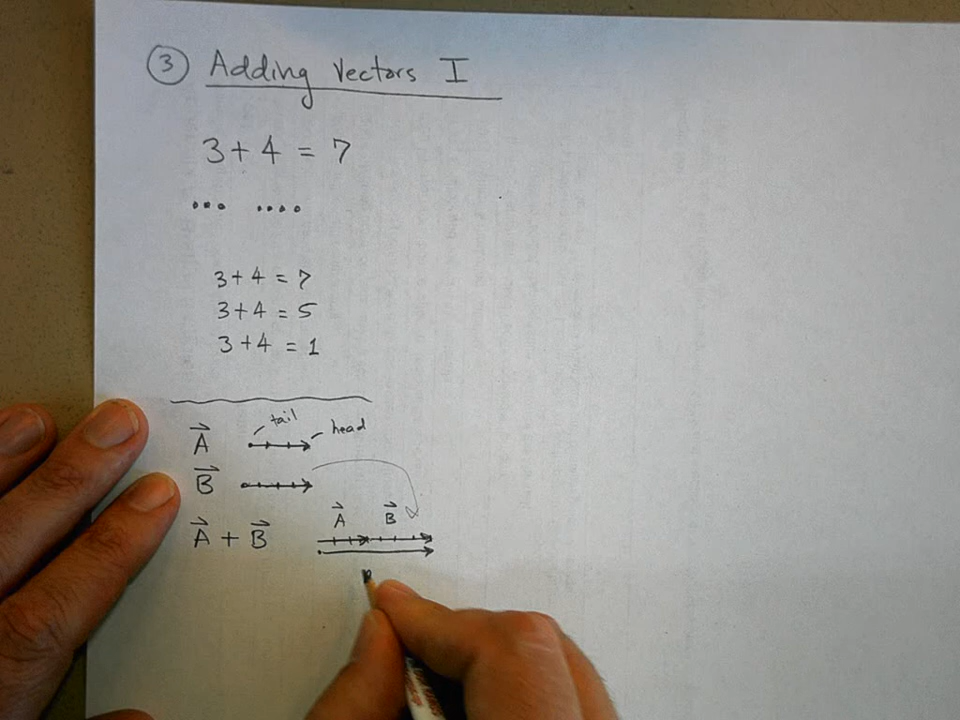 ③ Adding Vectors I
3 + 4 = 7
3 + 4 = 7
3 + 4 = 5
3 + 4 = 1
tail
A⃗ head
B⃗
A⃗ B⃗
A⃗ + B⃗